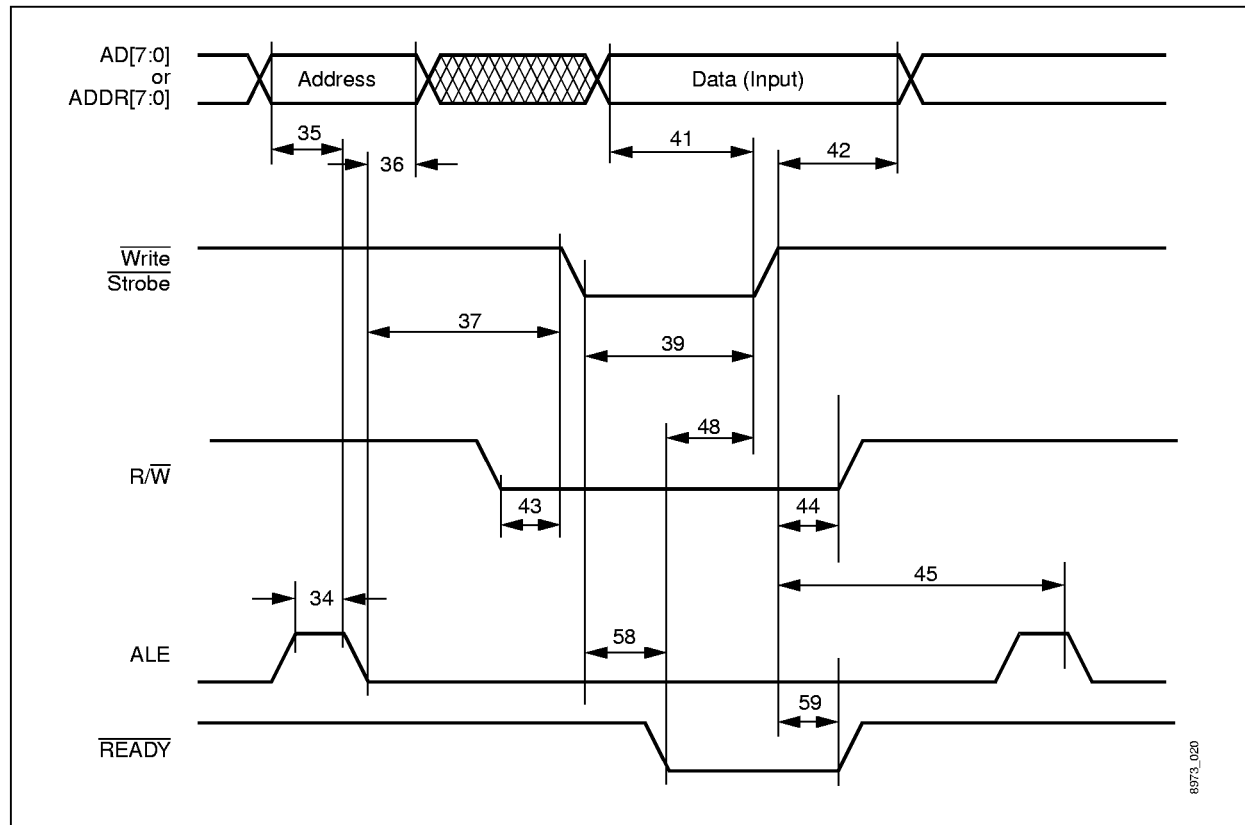 AD[7:0]
or
ADDR[7:0]
Address
Data (Input)
35
36
41
42
Write
Strobe
37
39
48
R/W
43
44
45
34
58
ALE
59
READY
8973_020